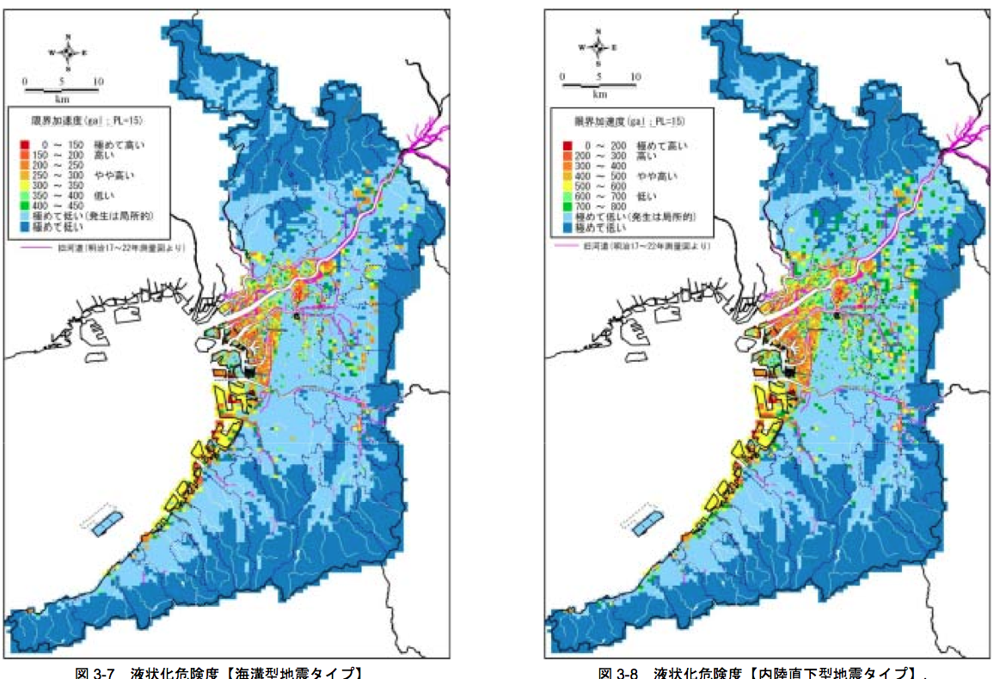 N
W E
S
0 5 10
km
限界加速度(gal：PL=15)
0 ～ 150 極めて高い
150 ～ 200 高い
200 ～ 250
250 ～ 300 やや高い
300 ～ 350
350 ～ 400 低い
400 ～ 450
極めて低い(発生は局所的)
極めて低い
旧河道(明治17～22年測量図より)
図 3-7 液状化危険度【海溝型地震タイプ】
N
W E
S
0 5 10
km
限界加速度(gal：PL=15)
0 ～ 200 極めて高い
200 ～ 300 高い
300 ～ 400
400 ～ 500 やや高い
500 ～ 600
600 ～ 700 低い
700 ～ 800
極めて低い(発生は局所的)
極めて低い
旧河道(明治17～22年測量図より)
図 3-8 液状化危険度【内陸直下型地震タイプ】.